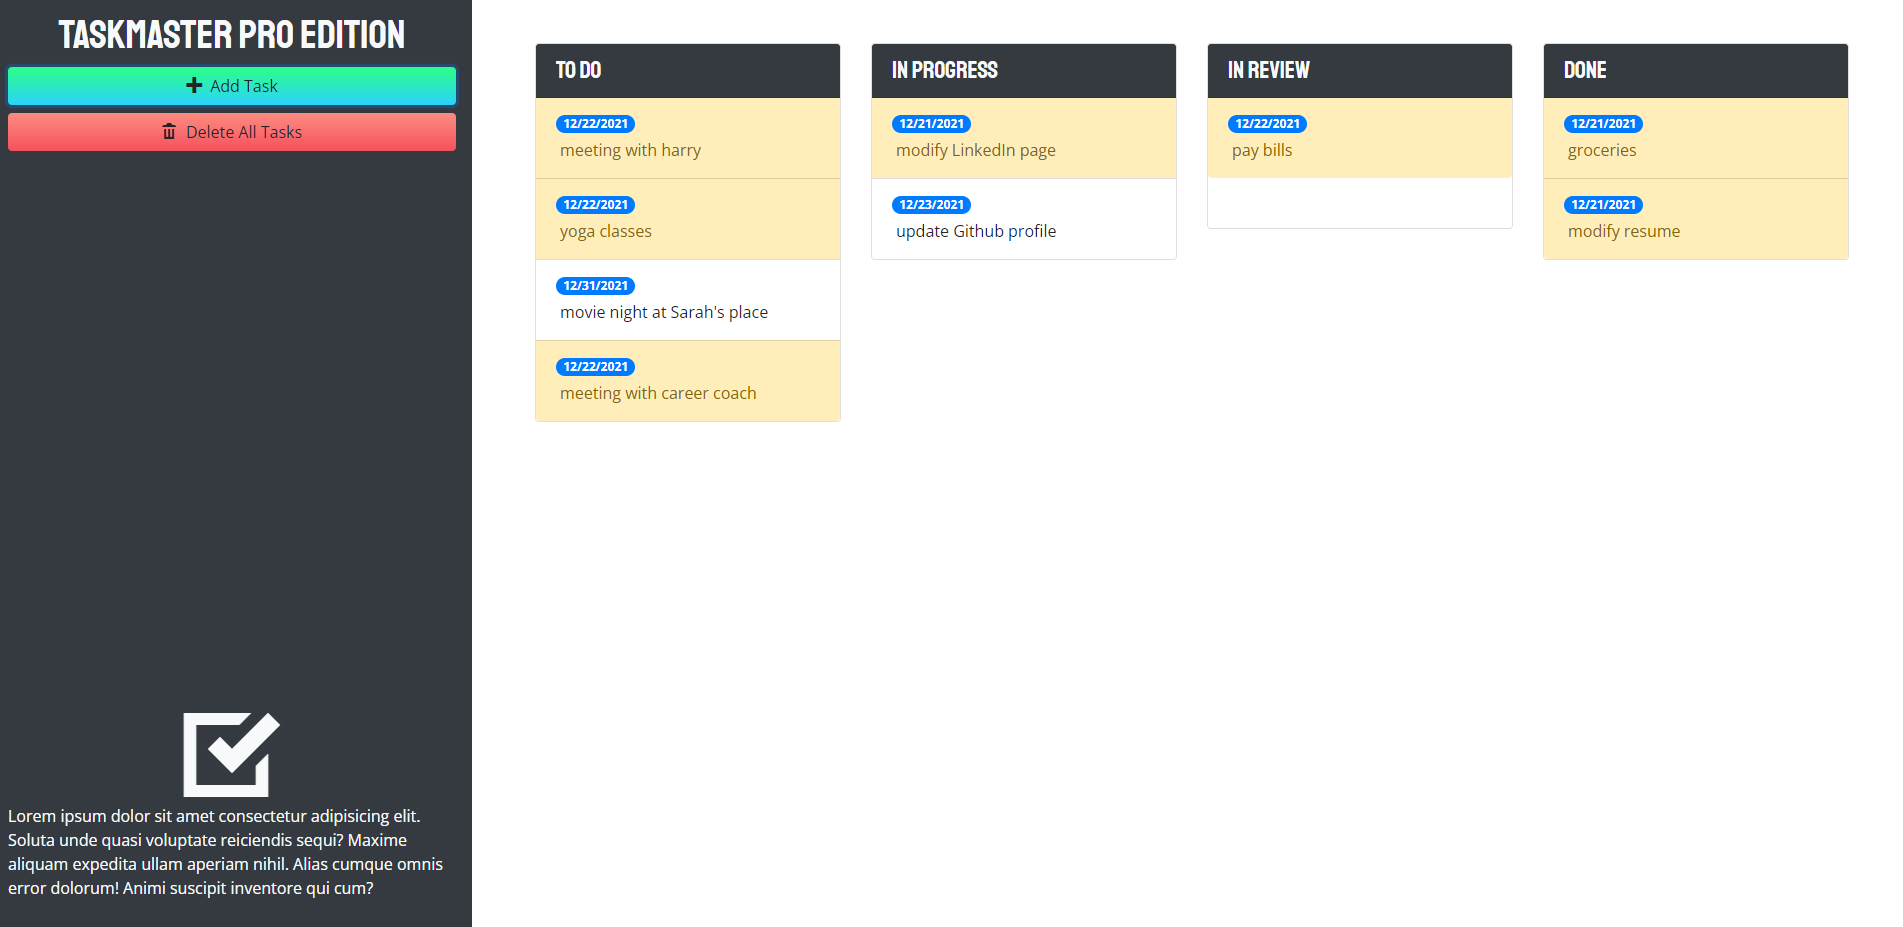 TASKMASTER PRO EDITION
Add Task
Delete All Tasks
Lorem ipsum dolor sit amet consectetur adipisicing elit.
Soluta unde quasi voluptate reiciendis sequi? Maxime
aliquam expedita ullam aperiam nihil. Alias cumque omnis
error dolorum! Animi suscipit inventore qui cum?
TO DO
12/22/2021
meeting with harry
12/22/2021
yoga classes
12/31/2021
movie night at Sarah's place
12/22/2021
meeting with career coach
IN PROGRESS
12/21/2021
modify LinkedIn page
12/23/2021
update Github profile
IN REVIEW
12/22/2021
pay bills
DONE
12/21/2021
groceries
12/21/2021
modify resume